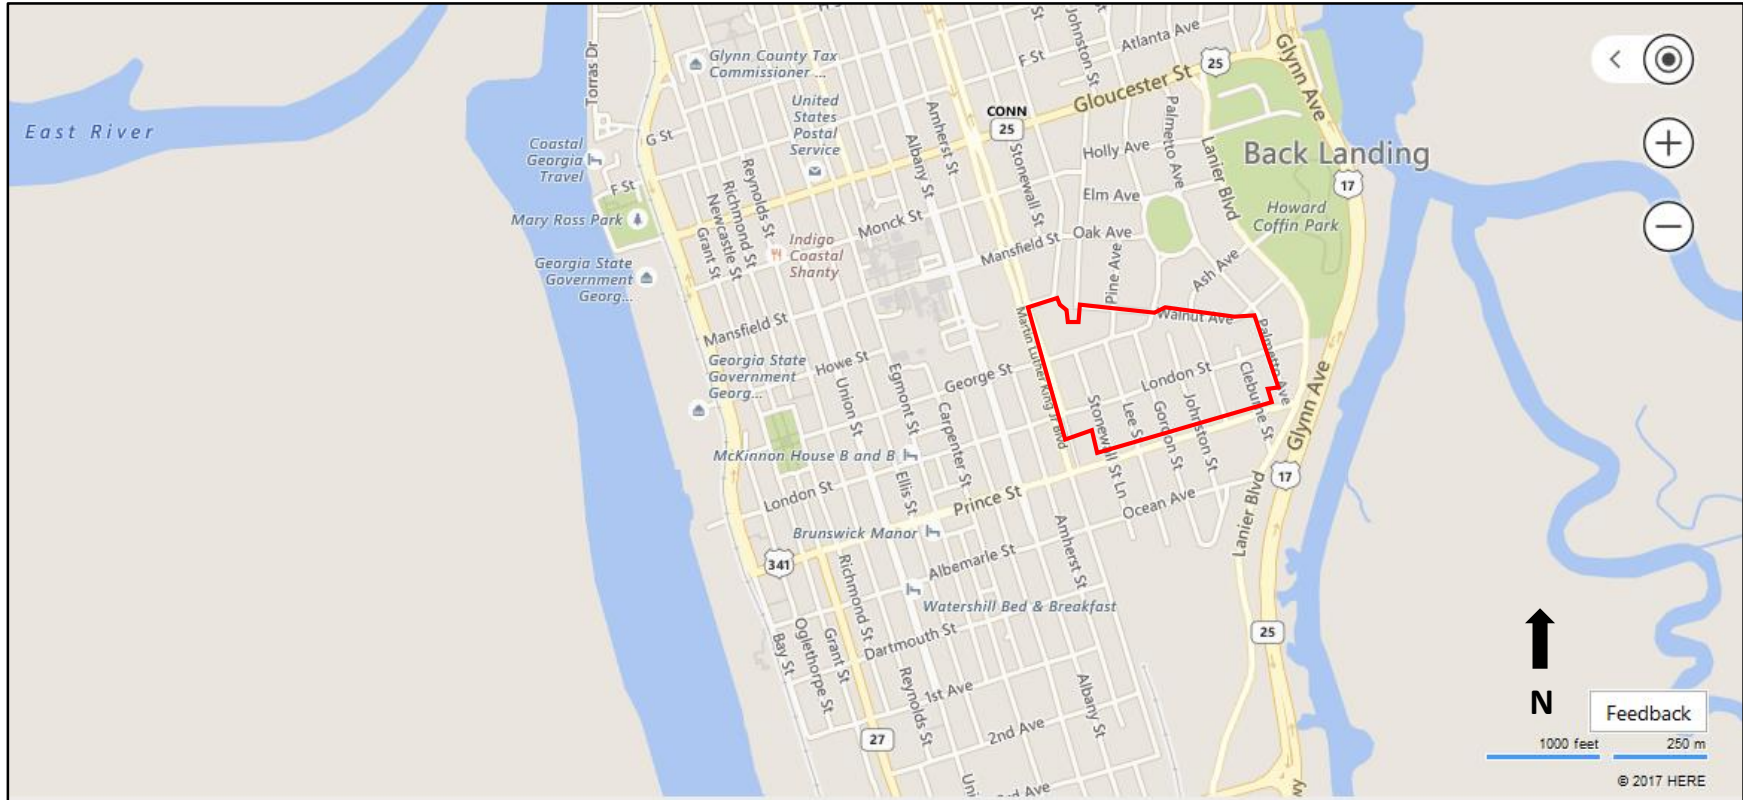 Torras Dr
H St
St
Johnston St
St
Atlanta Ave
Glynn County Tax
Commissioner ...
F St
25
Glynn Ave
Gloucester St
United
States
Postal
Service
CONN
25
East River
Coastal
Georgia
Travel
G St
Amherst St
Albany St
Stonewall St
Holly Ave
Palmetto Ave
Lanier Blvd
Back Landing
17
F St
Reynolds St
Richmond St
Newcastle St
Grant St
Elm Ave
Mary Ross Park
Monck St
Howard
Coffin Park
Indigo
Coastal
Shanty
Mansfield St
Oak Ave
Pine Ave
Ash Ave
Georgia State
Government
Georg...
Mansfield St
Martin Luther King Jr Blvd
Walnut Ave
Palmetto Ave
Georgia State
Government
Georg...
Howe St
George St
London St
Cleburne St
Glynn Ave
Union St
Egmont St
Carpenter St
Stonewall St Ln
Lee S
Gordon St
Johnston St
McKinnon House B and B
Ellis St
London St
Prince St
Ocean Ave
17
Lanier Blvd
Brunswick Manor
Amherst St
341
Albemarle St
Richmond St
Watershill Bed & Breakfast
Bay St
Oglethorpe St
Grant St
Dartmouth St
25
Reynolds St
1st Ave
Albany St
N
Feedback
27
2nd Ave
1000 feet
250 m
Uni
rd Ave
wy
© 2017 HERE